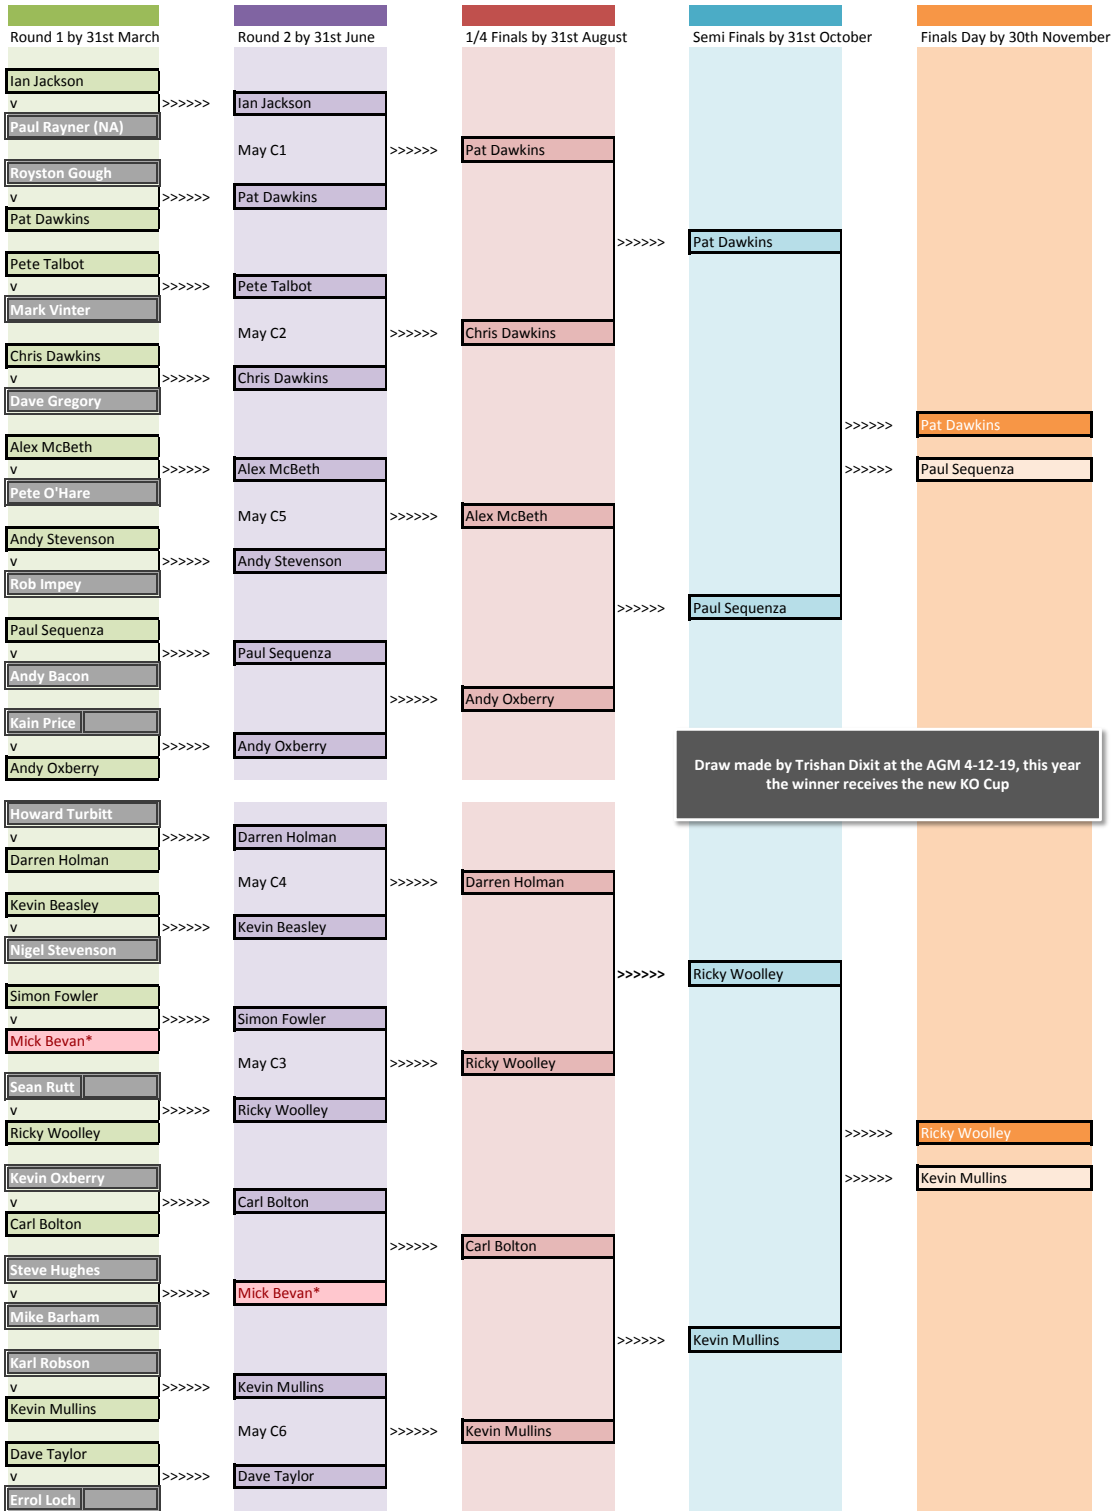 Round 1 by 31st March
Ian Jackson
v
>>>>>>
Paul Rayner (NA)
Royston Gough
v
>>>>>>
Pat Dawkins
Pete Talbot
v
>>>>>>
Mark Vinter
Chris Dawkins
v
>>>>>>
Dave Gregory
Alex McBeth
v
>>>>>>
Pete O'Hare
Andy Stevenson
v
>>>>>>
Rob Impey
Paul Sequenza
v
>>>>>>
Andy Bacon
Kain Price
v
>>>>>>
Andy Oxberry
Howard Turbitt
v
>>>>>>
Darren Holman
Kevin Beasley
v
>>>>>>
Nigel Stevenson
Simon Fowler
v
>>>>>>
Mick Bevan*
Sean Rutt
v
>>>>>>
Ricky Woolley
Kevin Oxberry
v
>>>>>>
Carl Bolton
Steve Hughes
v
>>>>>>
Mike Barham
Karl Robson
v
>>>>>>
Kevin Mullins
Dave Taylor
v
>>>>>>
Errol Loch
Round 2 by 31st June
Ian Jackson
May C1
>>>>>>
Pat Dawkins
Pete Talbot
May C2
>>>>>>
Chris Dawkins
Alex McBeth
May C5
>>>>>>
Andy Stevenson
Paul Sequenza
>>>>>>
Andy Oxberry
Darren Holman
May C4
>>>>>>
Kevin Beasley
Simon Fowler
May C3
>>>>>>
Ricky Woolley
Carl Bolton
>>>>>>
Mick Bevan*
Kevin Mullins
May C6
>>>>>>
Dave Taylor
1/4 Finals by 31st August
Pat Dawkins
>>>>>>
Chris Dawkins
Alex McBeth
>>>>>>
Andy Oxberry
Darren Holman
>>>>>>
Ricky Woolley
Carl Bolton
>>>>>>
Kevin Mullins
Semi Finals by 31st October
Pat Dawkins
>>>>>>
>>>>>>
Paul Sequenza
Ricky Woolley
>>>>>>
>>>>>>
Kevin Mullins
Finals Day by 30th November
Pat Dawkins
Paul Sequenza
Draw made by Trishan Dixit at the AGM 4-12-19, this year
the winner receives the new KO Cup
Ricky Woolley
Kevin Mullins